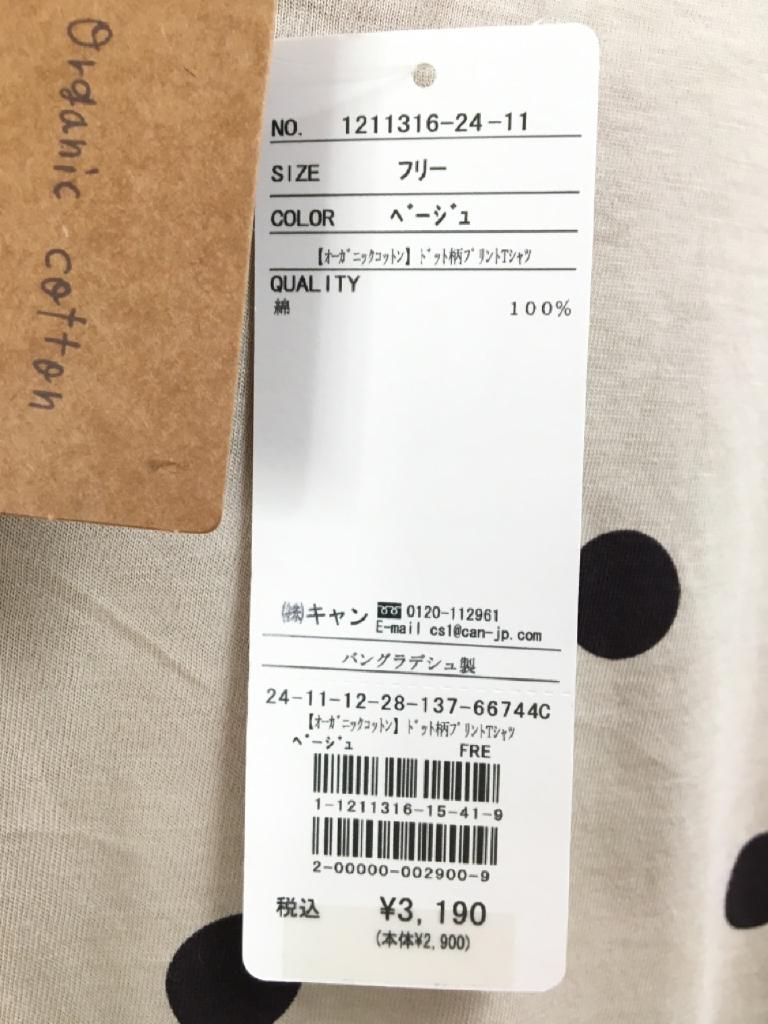 Organic cotton
NO. 1211316-24-11
SIZE フリー
COLOR ベージュ
【オーガニックコットン】ドット柄プリントTシャツ
QUALITY
綿 100%
㈱キャン 0120-112961
E-mail cs1@can-jp.com
バングラデシュ製
24-11-12-28-137-66744C
【オーガニックコットン】ドット柄プリントTシャツ
ベージュ FRE
1-1211316-15-41-9
2-00000-002900-9
税込 ¥3,190
(本体¥2,900)